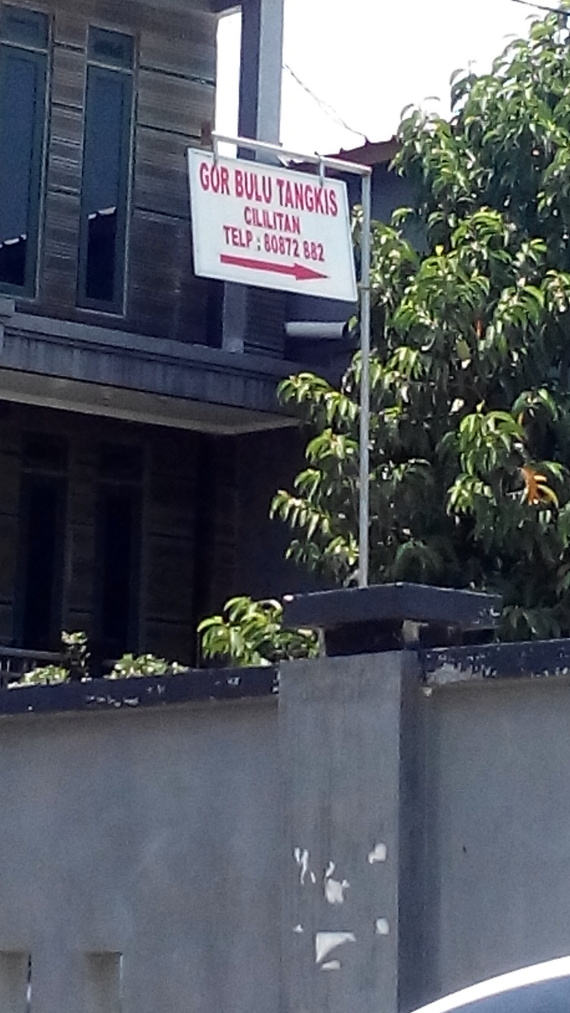 GOR BULU TANGKIS
CILILITAN
TELP : 80872 882